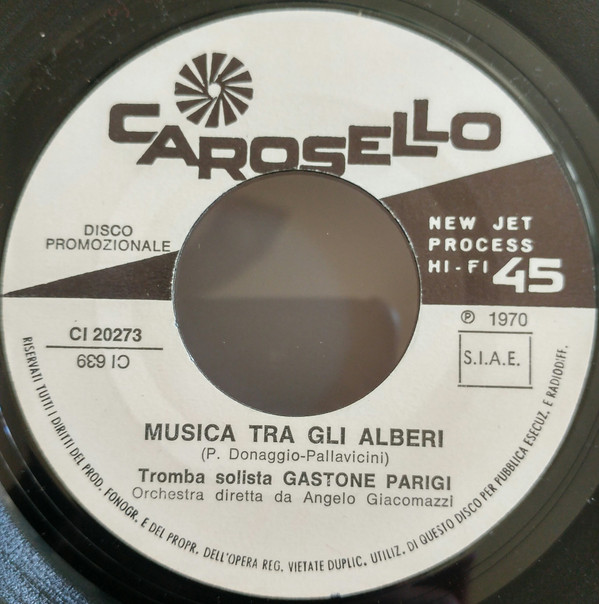 CAROSELLO
DISCO
PROMOZIONALE
NEW JET
PROCESS
HI-FI 45
CI 20273
CI 639
℗ 1970
S.I.A.E.
MUSICA TRA GLI ALBERI
(P. Donaggio-Pallavicini)
Tromba solista GASTONE PARIGI
Orchestra diretta da Angelo Giacomazzi
RISERVATI TUTTI I DIRITTI DEL PROD. FONOGR. E DEL PROPR. DELL'OPERA REG. VIETATE DUPLIC. UTILIZ. DI QUESTO DISCO PER PUBBLICA ESECUZ. E RADIODIFF.